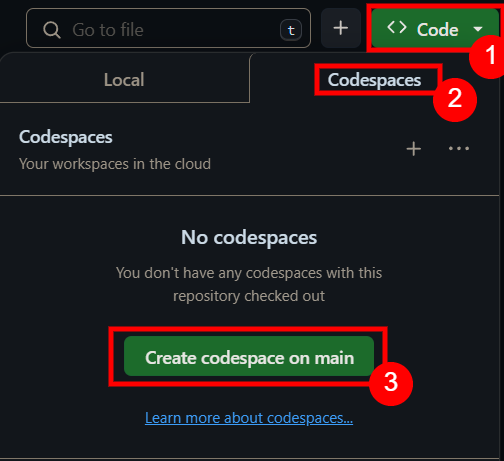 Go to file
t
+
<> Code
1
Local
Codespaces
2
Codespaces
Your workspaces in the cloud
+
...
No codespaces
You don't have any codespaces with this
repository checked out
Create codespace on main
3
Learn more about codespaces...